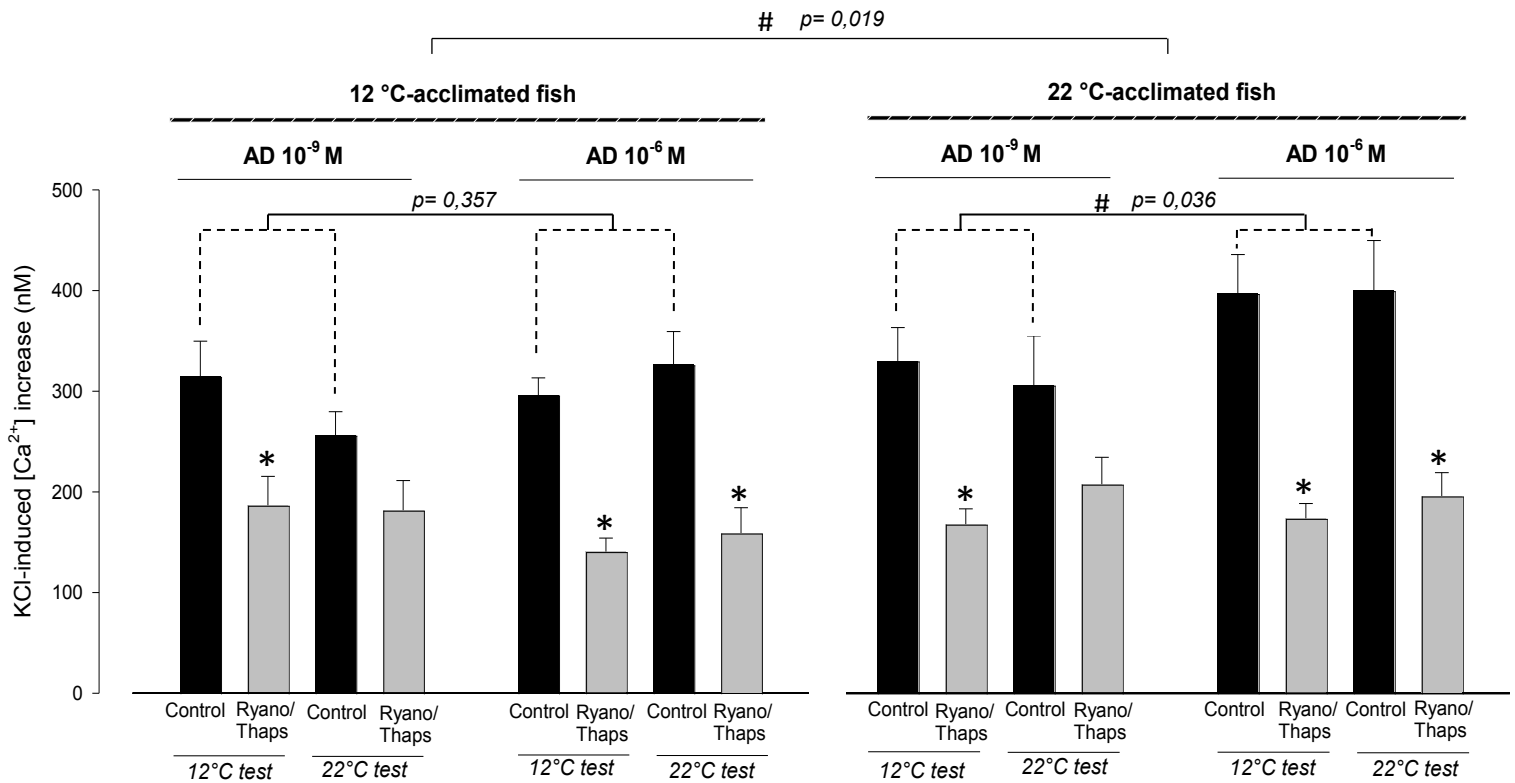 # p= 0,019
12 °C-acclimated fish 22 °C-acclimated fish
AD 10⁻⁹ M AD 10⁻⁶ M AD 10⁻⁹ M AD 10⁻⁶ M
p= 0,357 # p= 0,036
KCl-induced [Ca²⁺] increase (nM)
500
400
300
200
100
0
* * * * * *
Control Ryano/ Control Ryano/ Control Ryano/ Control Ryano/ Control Ryano/ Control Ryano/ Control Ryano/ Control Ryano/
Thaps Thaps Thaps Thaps Thaps Thaps Thaps Thaps
12°C test 22°C test 12°C test 22°C test 12°C test 22°C test 12°C test 22°C test